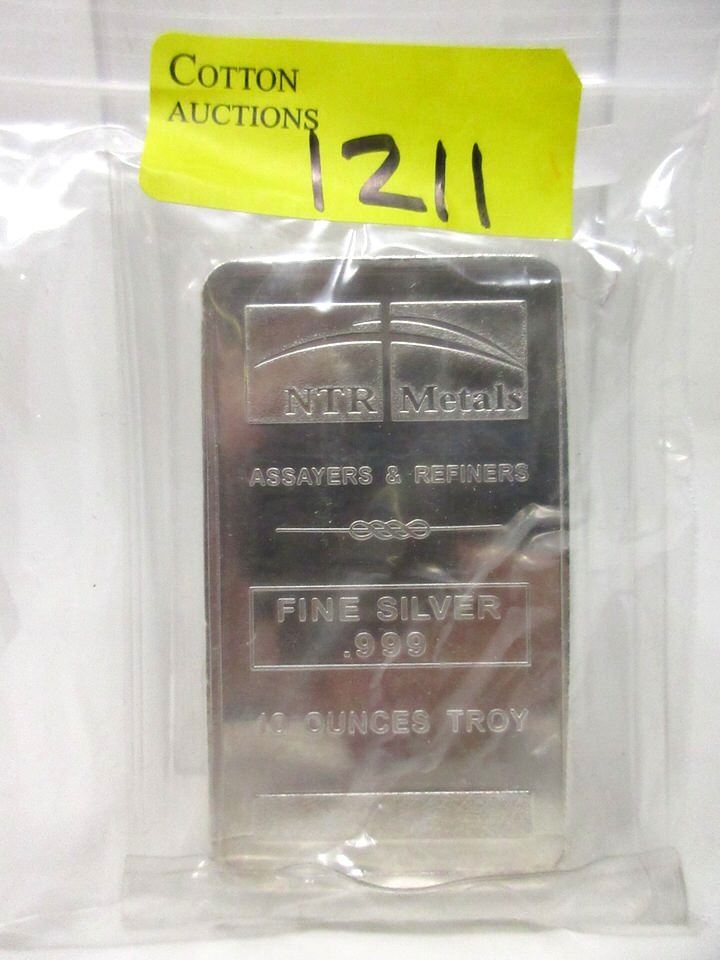 COTTON
AUCTIONS
1211
NTR Metals
ASSAYERS & REFINERS
FINE SILVER
.999
10 OUNCES TROY